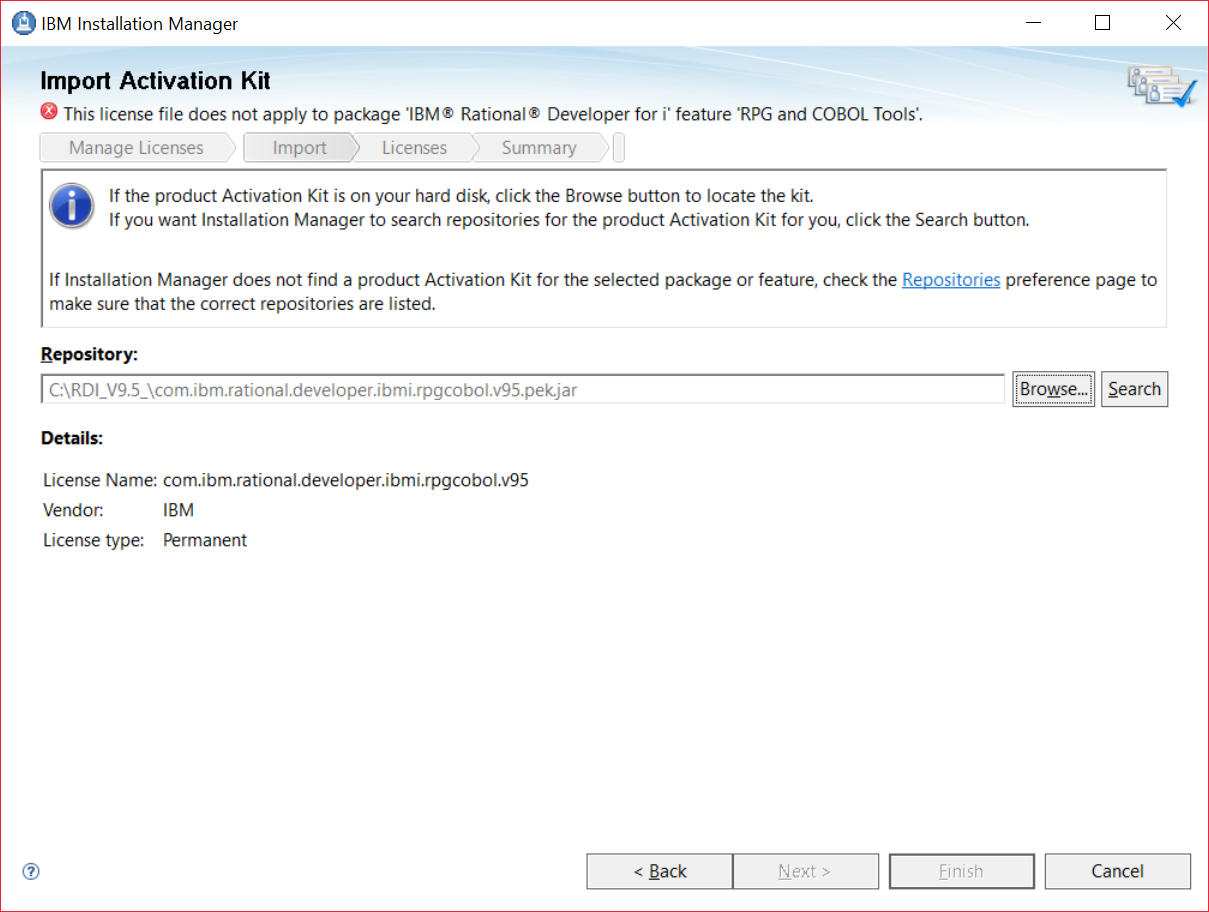 IBM Installation Manager
Import Activation Kit
This license file does not apply to package 'IBM® Rational® Developer for i' feature 'RPG and COBOL Tools'.
Manage Licenses
Import
Licenses
Summary
If the product Activation Kit is on your hard disk, click the Browse button to locate the kit.
If you want Installation Manager to search repositories for the product Activation Kit for you, click the Search button.
If Installation Manager does not find a product Activation Kit for the selected package or feature, check the Repositories preference page to
make sure that the correct repositories are listed.
Repository:
C:\RDI_V9.5_\com.ibm.rational.developer.ibmi.rpgcobol.v95.pek.jar
Browse...
Search
Details:
License Name: com.ibm.rational.developer.ibmi.rpgcobol.v95
Vendor: IBM
License type: Permanent
?
< Back
Next >
Finish
Cancel